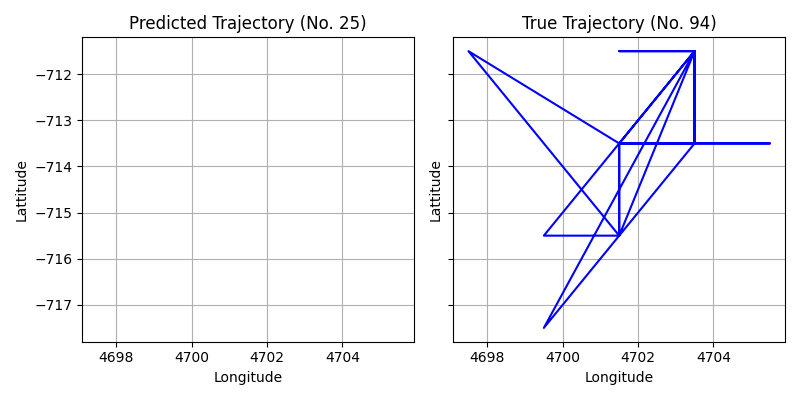 Predicted Trajectory (No. 25)
True Trajectory (No. 94)
−712
−713
−714
−715
−716
−717
Lattitude
Lattitude
4698 4700 4702 4704
4698 4700 4702 4704
Longitude
Longitude